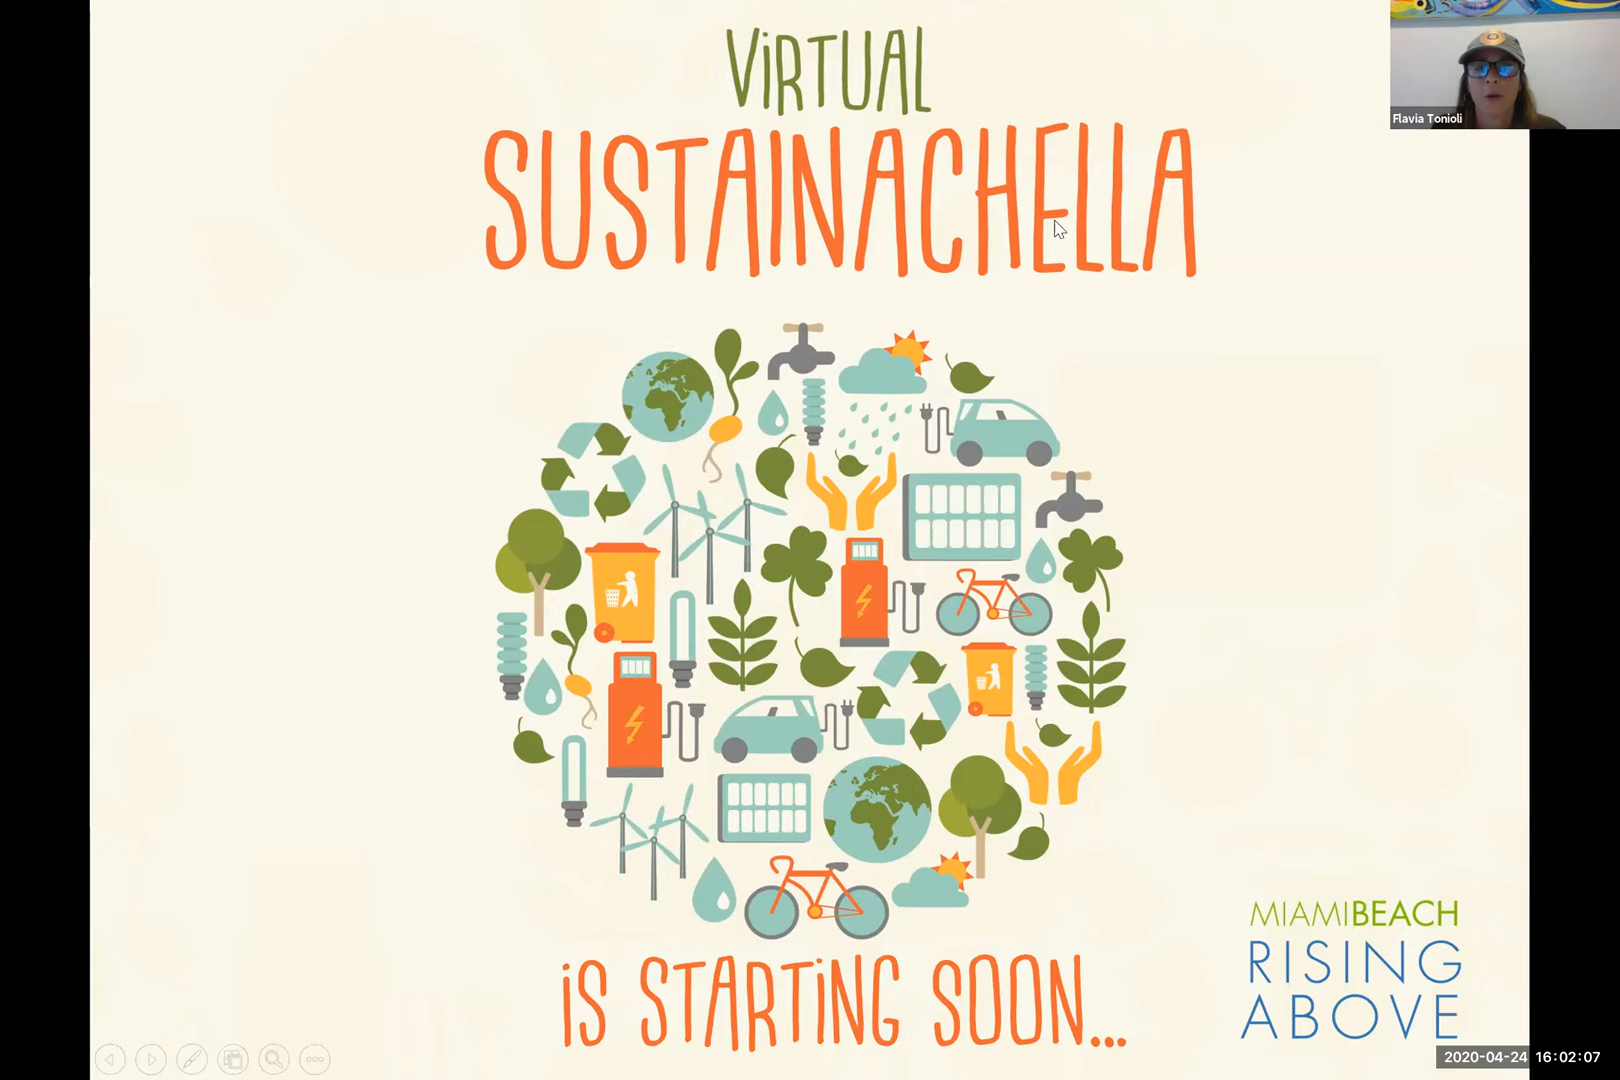 ViRTUAL
SUSTAINACHELLA
Flavia Tonioli
iS STARTiNG SOON...
MIAMIBEACH
RISING
ABOVE
2020-04-24 16:02:07